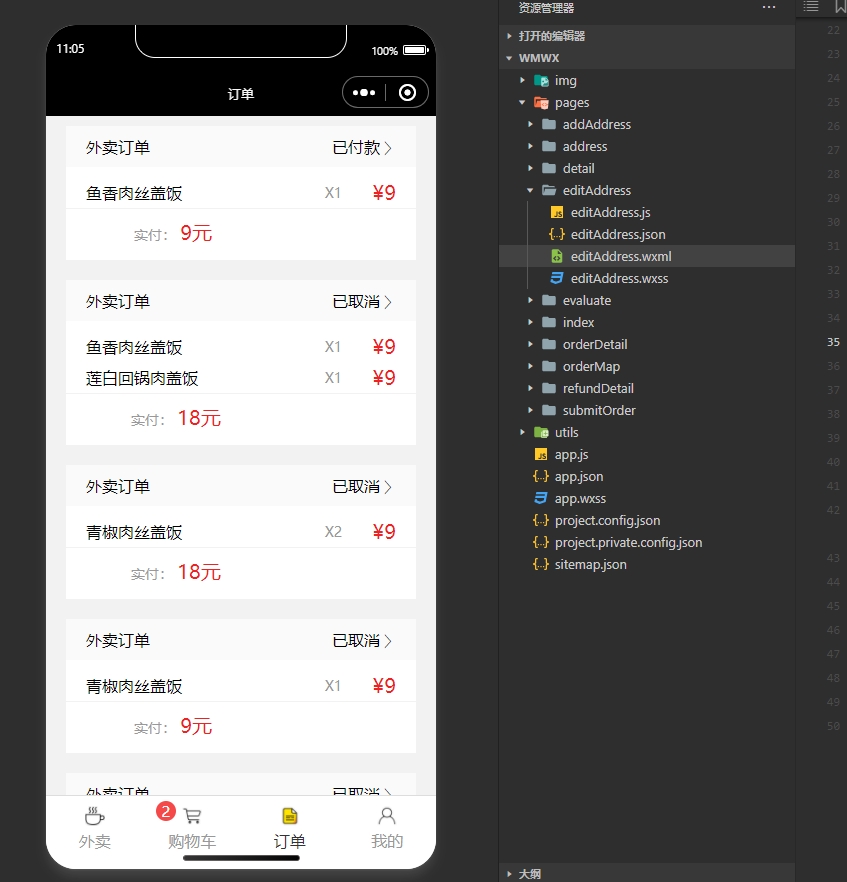 11:05
100%
订单
外卖订单 已付款
鱼香肉丝盖饭 X1 ¥9
实付: 9元
外卖订单 已取消
鱼香肉丝盖饭 X1 ¥9
莲白回锅肉盖饭 X1 ¥9
实付: 18元
外卖订单 已取消
青椒肉丝盖饭 X2 ¥9
实付: 18元
外卖订单 已取消
青椒肉丝盖饭 X1 ¥9
实付: 9元
外卖订单 已取消
2
外卖 购物车 订单 我的
资源管理器 ...
打开的编辑器
WMWX
img
pages
addAddress
address
detail
editAddress
editAddress.js
editAddress.json
editAddress.wxml
editAddress.wxss
evaluate
index
orderDetail
orderMap
refundDetail
submitOrder
utils
app.js
app.json
app.wxss
project.config.json
project.private.config.json
sitemap.json
大纲
22
23
24
25
26
27
28
29
30
31
32
33
34
35
36
37
38
39
40
41
42
43
44
45
46
47
48
49
50